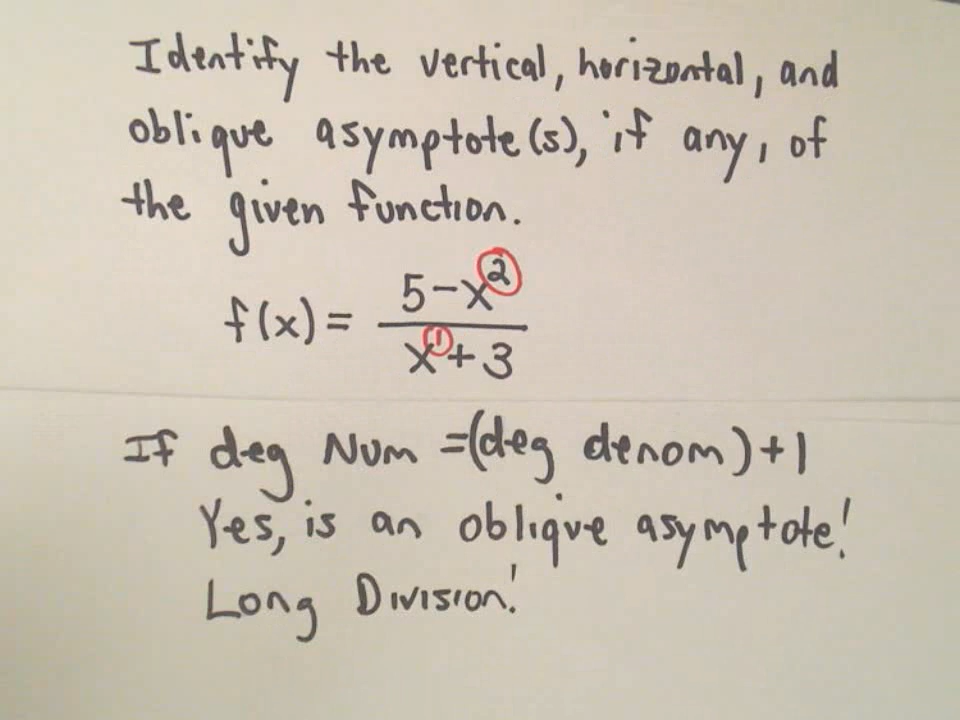 Identify the vertical, horizontal, and
oblique asymptote(s), if any, of
the given function.
f(x) = (5-x²)/(x¹+3)
If deg Num =(deg denom)+1
Yes, is an oblique asymptote!
Long Division!